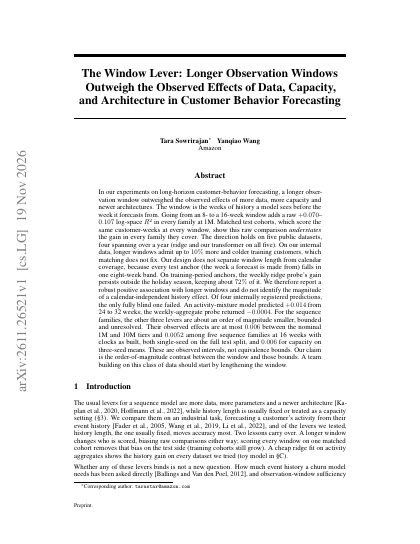 The Window Lever: Longer Observation Windows
Outweigh the Observed Effects of Data, Capacity,
and Architecture in Customer Behavior Forecasting
Tara Sowrirajan* Yanqiao Wang
Amazon
Abstract
In our experiments on long-horizon customer-behavior forecasting, a longer obser-
vation window outweighed the observed effects of more data, more capacity and
newer architectures. The window is the weeks of history a model sees before the
week it forecasts from. Going from an 8- to a 16-week window adds a raw +0.070–
0.107 log-space R² in every family at 1M. Matched test cohorts, which score the
same customer-weeks at every window, show this raw comparison understates
the gain in every family they cover. The direction holds on five public datasets,
four spanning over a year (ridge and our transformer on all five). On our internal
data, longer windows admit up to 10% more and colder training customers, which
matching does not fix. Our design does not separate window length from calendar
coverage, because every test anchor (the week a forecast is made from) falls in
one eight-week band. On training-period anchors, the weekly ridge probe's gain
persists outside the holiday season, keeping about 72% of it. We therefore report a
robust positive association with longer windows and do not identify the magnitude
of a calendar-independent history effect. Of four internally registered predictions,
the only fully blind one failed. An activity-mixture model predicted +0.014 from
24 to 32 weeks, the weekly-aggregate probe returned −0.0004. For the sequence
families, the other three levers are about an order of magnitude smaller, bounded
and unresolved. Their observed effects are at most 0.006 between the nominal
1M and 10M tiers and 0.0052 among five sequence families at 16 weeks with
clocks as built, both single-seed on the full test split, and 0.006 for capacity
on three-seed means. These are observed intervals, not equivalence bounds. Our claim
is the order-of-magnitude contrast between the window and those bounds. A team
building on this class of data should start by lengthening the window.
1 Introduction
The usual levers for a sequence model are more data, more parameters and a newer architecture [Ka-
plan et al., 2020, Hoffmann et al., 2022], while history length is usually fixed or treated as a capacity
setting (§3). We compare them on an industrial task, forecasting a customer's activity from their
event history [Fader et al., 2005, Wang et al., 2019, Li et al., 2022], and of the levers we tested,
history length, the one usually fixed, moves accuracy most. Two lessons carry over. A longer window
changes who is scored, biasing raw comparisons either way; scoring every window on one matched
cohort removes that bias on the test side (training cohorts still grow). A cheap ridge fit on activity
aggregates shows the history gain on every dataset we tried (toy model in §C).
Whether any of these levers binds is not a new question. How much event history a churn model
needs has been asked directly [Ballings and Van den Poel, 2012], and observation-window sufficiency
*Corresponding author:
Preprint.
arXiv:2611.26521v1 [cs.LG] 19 Nov 2026